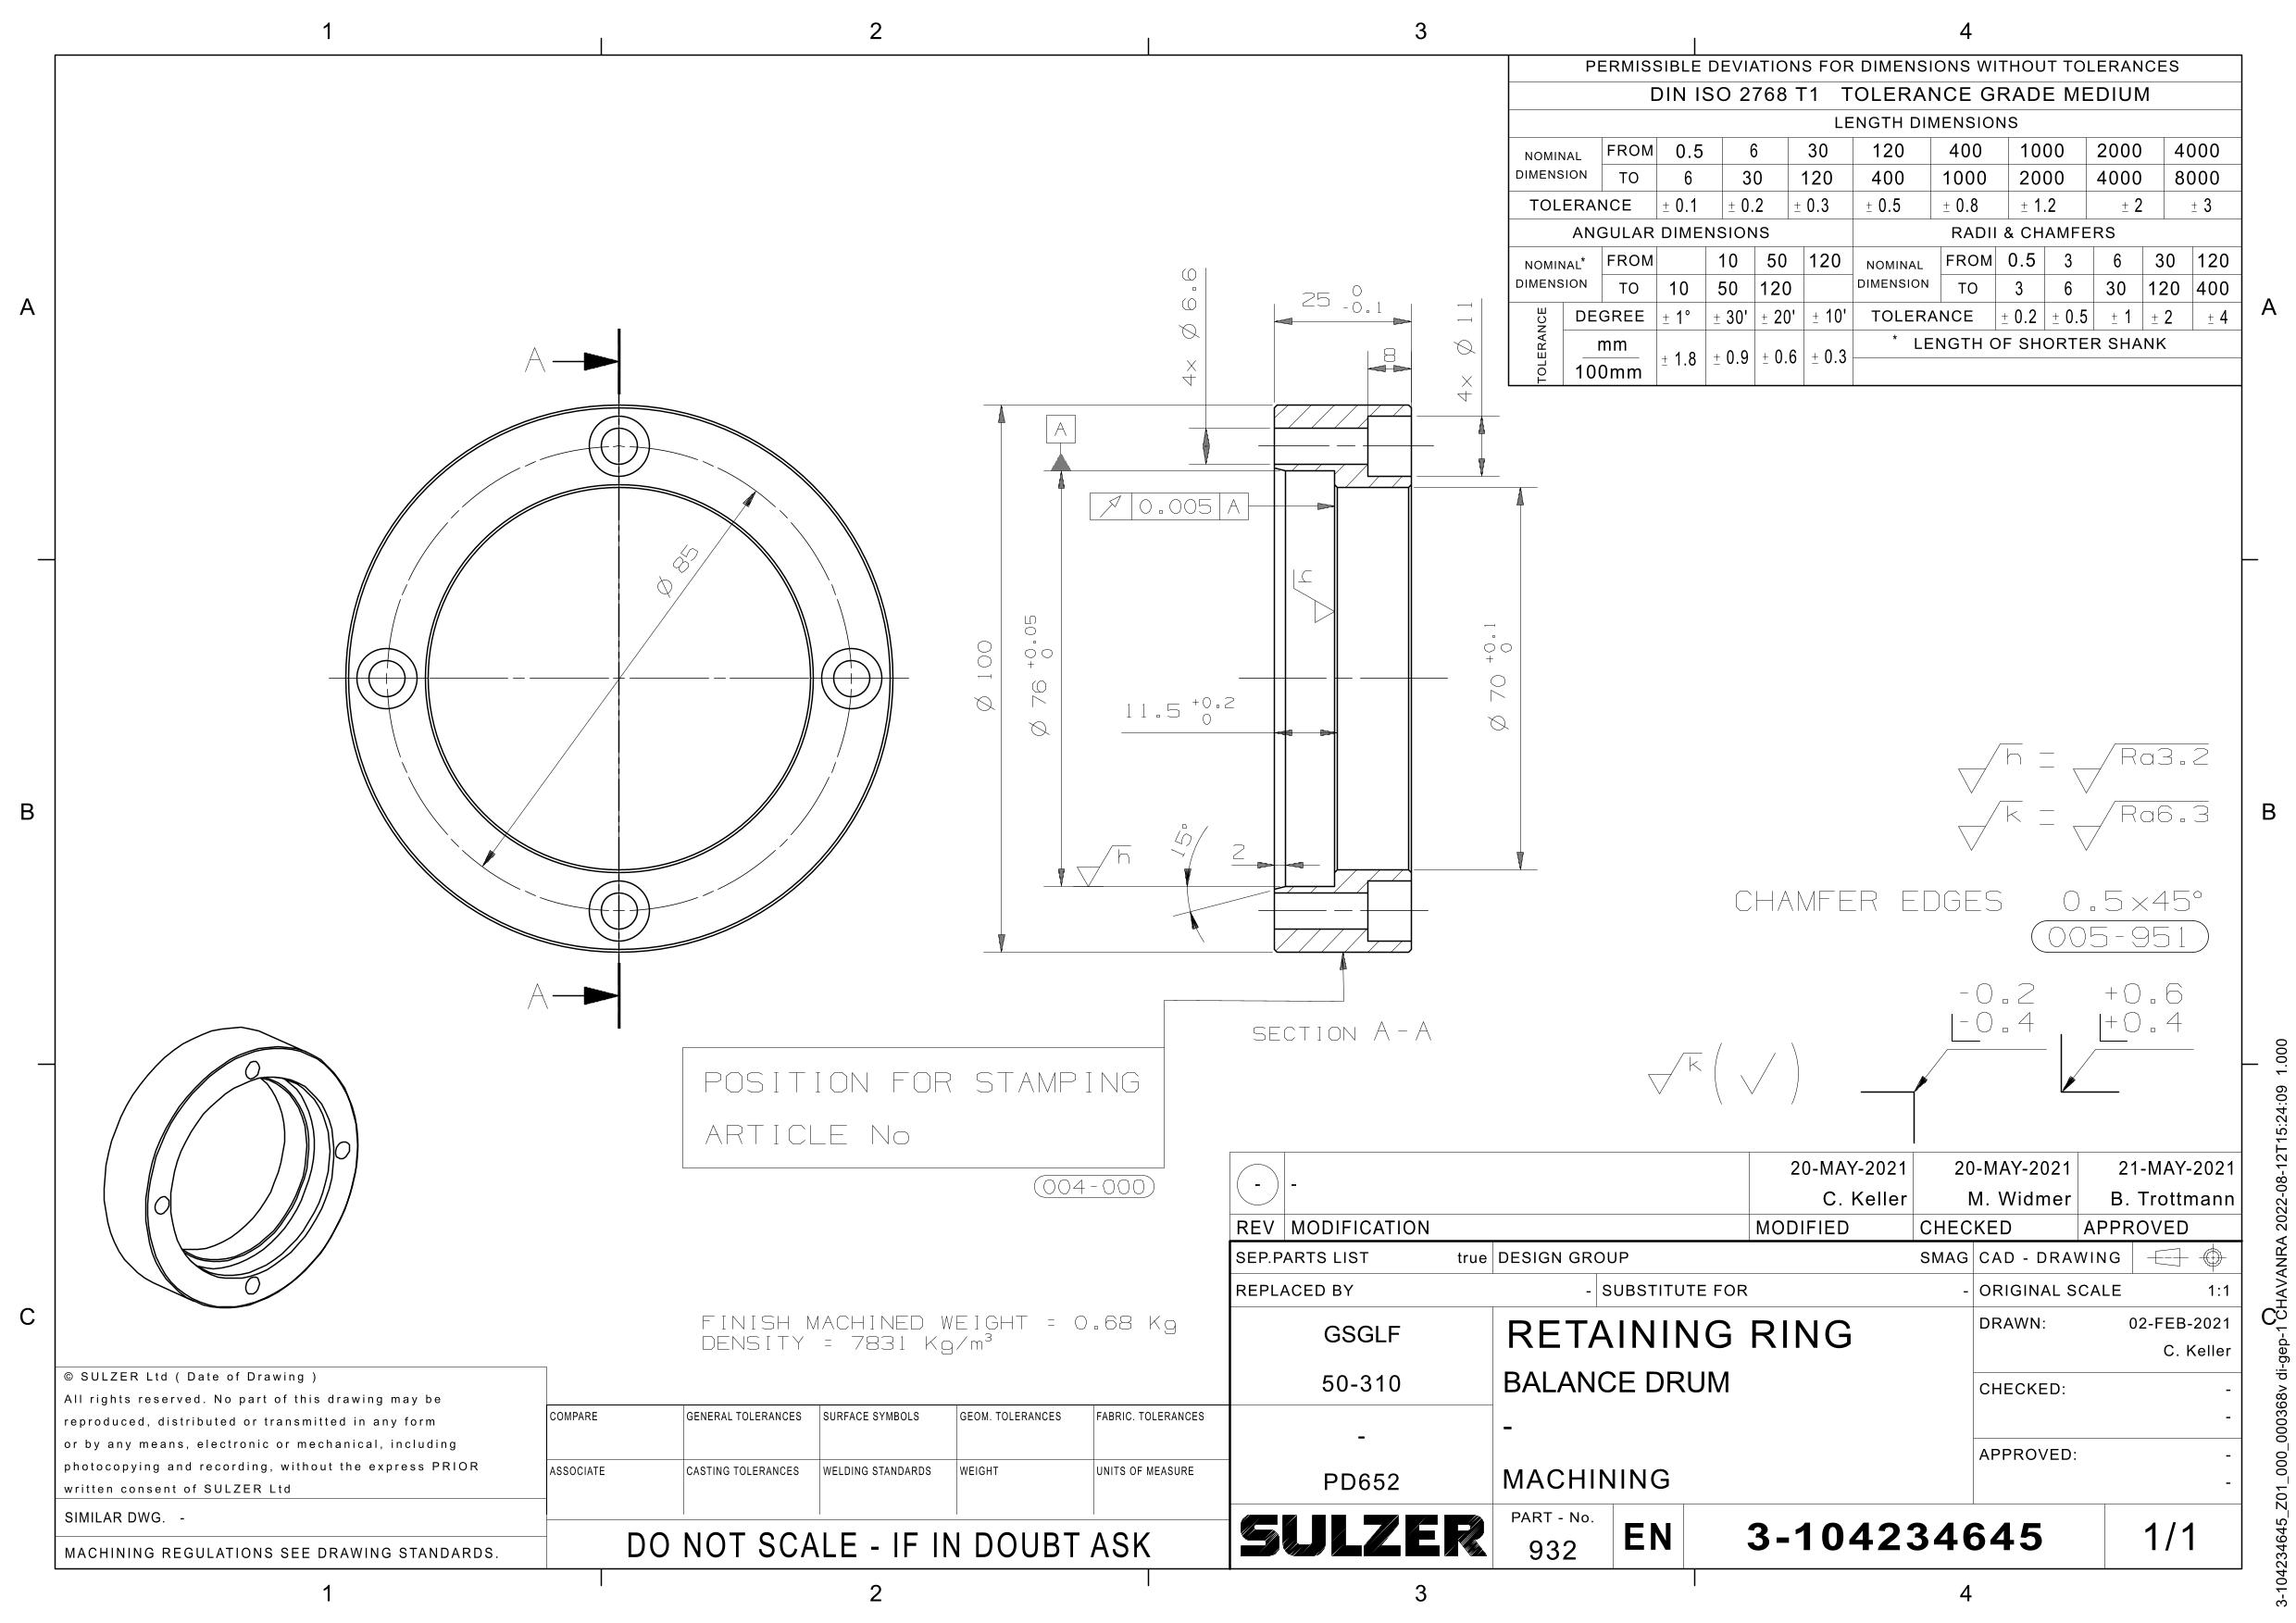 1 2 3 4
PERMISSIBLE DEVIATIONS FOR DIMENSIONS WITHOUT TOLERANCES
DIN ISO 2768 T1 TOLERANCE GRADE MEDIUM
LENGTH DIMENSIONS
NOMINAL DIMENSION
FROM 0.5 6 30 120 400 1000 2000 4000
TO 6 30 120 400 1000 2000 4000 8000
TOLERANCE ± 0.1 ± 0.2 ± 0.3 ± 0.5 ± 0.8 ± 1.2 ± 2 ± 3
ANGULAR DIMENSIONS RADII & CHAMFERS
NOMINAL* DIMENSION
FROM 10 50 120
TO 10 50 120
NOMINAL DIMENSION
FROM 0.5 3 6 30 120
TO 3 6 30 120 400
TOLERANCE
DEGREE ± 1° ± 30' ± 20' ± 10'
TOLERANCE ± 0.2 ± 0.5 ± 1 ± 2 ± 4
mm
100mm
± 1.8 ± 0.9 ± 0.6 ± 0.3
* LENGTH OF SHORTER SHANK
A A
A
Ø 85
A
4x Ø 6.6
25 0 -0.1
8
4x Ø 11
A
0.005 A
h
Ø 100
Ø 76 +0.05 0
11.5 +0.2 0
Ø 70 +0.1 0
h
15°
2
SECTION A-A
B B
h = Ra3.2
k = Ra6.3
CHAMFER EDGES 0.5x45°
005-951
-0.2
-0.4
+0.6
+0.4
k (✓)
POSITION FOR STAMPING
ARTICLE No
004-000
FINISH MACHINED WEIGHT = 0.68 Kg
DENSITY = 7831 Kg/m³
C C
- -
20-MAY-2021 20-MAY-2021 21-MAY-2021
C. Keller M. Widmer B. Trottmann
REV MODIFICATION MODIFIED CHECKED APPROVED
SEP.PARTS LIST true DESIGN GROUP SMAG CAD - DRAWING
REPLACED BY - SUBSTITUTE FOR - ORIGINAL SCALE 1:1
GSGLF
50-310
-
PD652
RETAINING RING
BALANCE DRUM
-
MACHINING
DRAWN: 02-FEB-2021
C. Keller
CHECKED: -
-
APPROVED: -
-
SULZER
PART - No.
932
EN
3-104234645
1/1
© SULZER Ltd ( Date of Drawing )
All rights reserved. No part of this drawing may be
reproduced, distributed or transmitted in any form
or by any means, electronic or mechanical, including
photocopying and recording, without the express PRIOR
written consent of SULZER Ltd
SIMILAR DWG. -
MACHINING REGULATIONS SEE DRAWING STANDARDS.
COMPARE GENERAL TOLERANCES SURFACE SYMBOLS GEOM. TOLERANCES FABRIC. TOLERANCES
ASSOCIATE CASTING TOLERANCES WELDING STANDARDS WEIGHT UNITS OF MEASURE
DO NOT SCALE - IF IN DOUBT ASK
1 2 3 4
3-104234645_Z01_000_000368v di-gep-1 CHAVANRA 2022-08-12T15:24:09 1.000